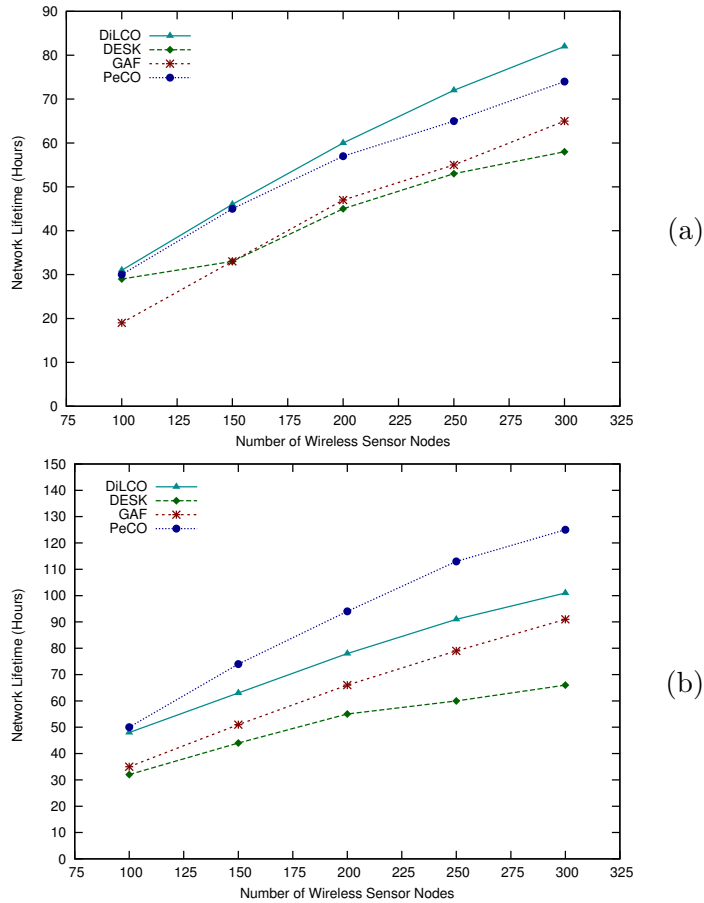 90
80
70
60
50
40
30
20
10
0
Network Lifetime (Hours)
DiLCO
DESK
GAF
PeCO
75 100 125 150 175 200 225 250 275 300 325
Number of Wireless Sensor Nodes
(a)
150
140
130
120
110
100
90
80
70
60
50
40
30
20
10
0
Network Lifetime (Hours)
DiLCO
DESK
GAF
PeCO
75 100 125 150 175 200 225 250 275 300 325
Number of Wireless Sensor Nodes
(b)